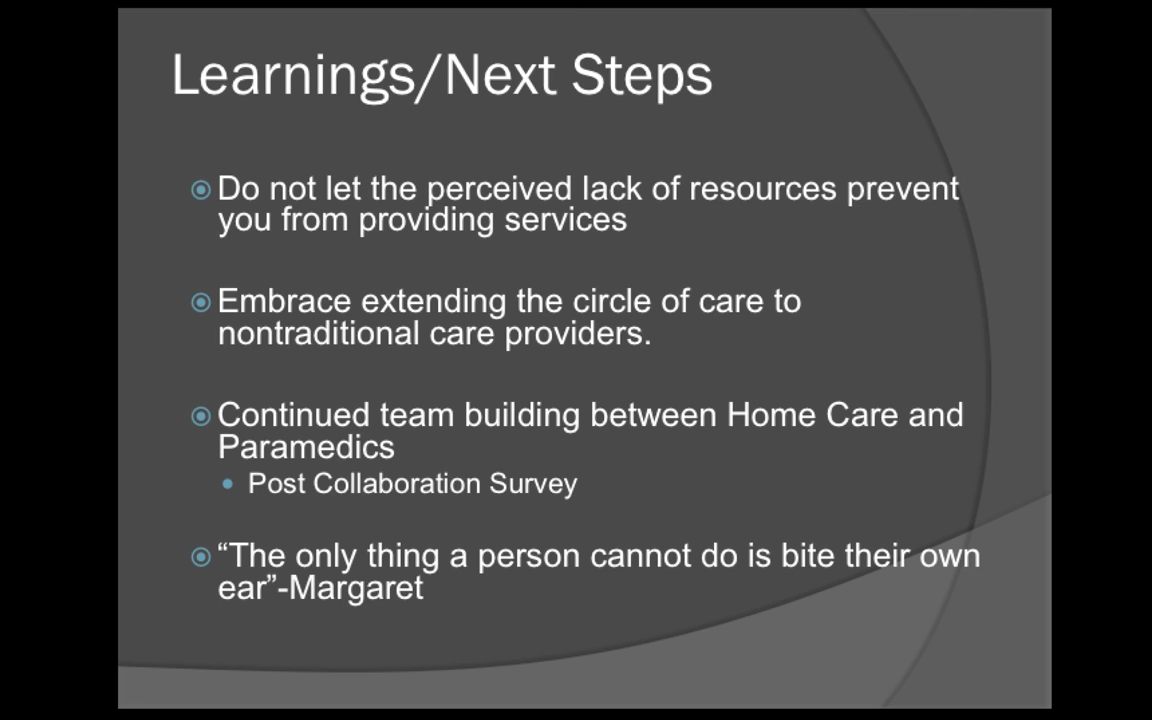 Learnings/Next Steps
Do not let the perceived lack of resources prevent
you from providing services
Embrace extending the circle of care to
nontraditional care providers.
Continued team building between Home Care and
Paramedics
Post Collaboration Survey
“The only thing a person cannot do is bite their own
ear”-Margaret